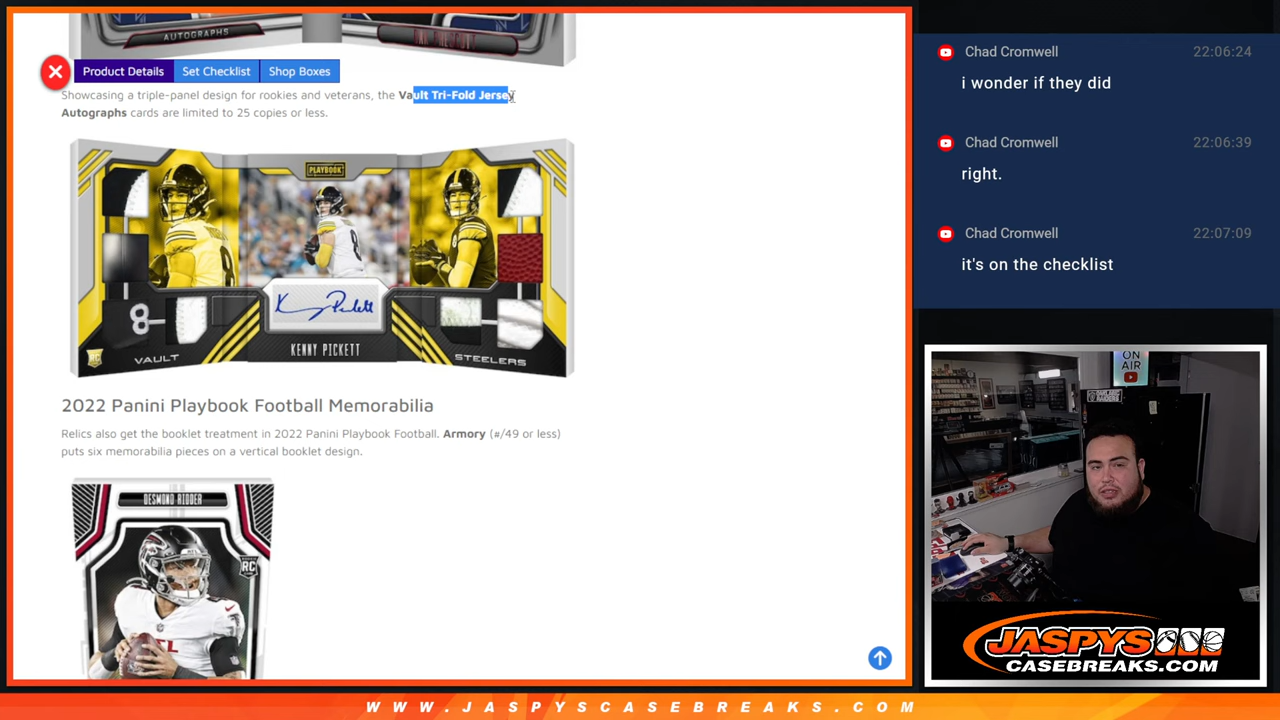 AUTOGRAPHS
Product Details
Set Checklist
Shop Boxes
Showcasing a triple-panel design for rookies and veterans, the Vault Tri-Fold Jersey
Autographs cards are limited to 25 copies or less.
PLAYBOOK
8
8
8
RC
VAULT
KENNY PICKETT
STEELERS
2022 Panini Playbook Football Memorabilia
Relics also get the booklet treatment in 2022 Panini Playbook Football. Armory (#/49 or less)
puts six memorabilia pieces on a vertical booklet design.
DESMOND RIDDER
RC
Chad Cromwell 22:06:24
i wonder if they did
Chad Cromwell 22:06:39
right.
Chad Cromwell 22:07:09
it's on the checklist
ON
AIR
JASPYS
CASEBREAKS.COM
WWW.JASPYSCASEBREAKS.COM